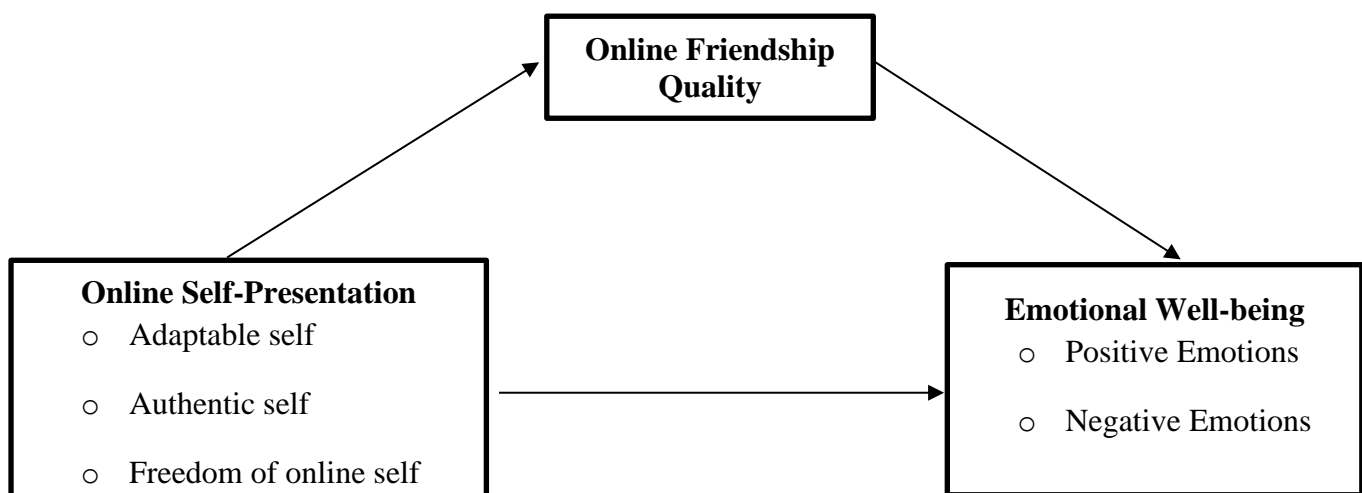 Online Friendship
Quality
Online Self-Presentation
o Adaptable self
o Authentic self
o Freedom of online self
Emotional Well-being
o Positive Emotions
o Negative Emotions